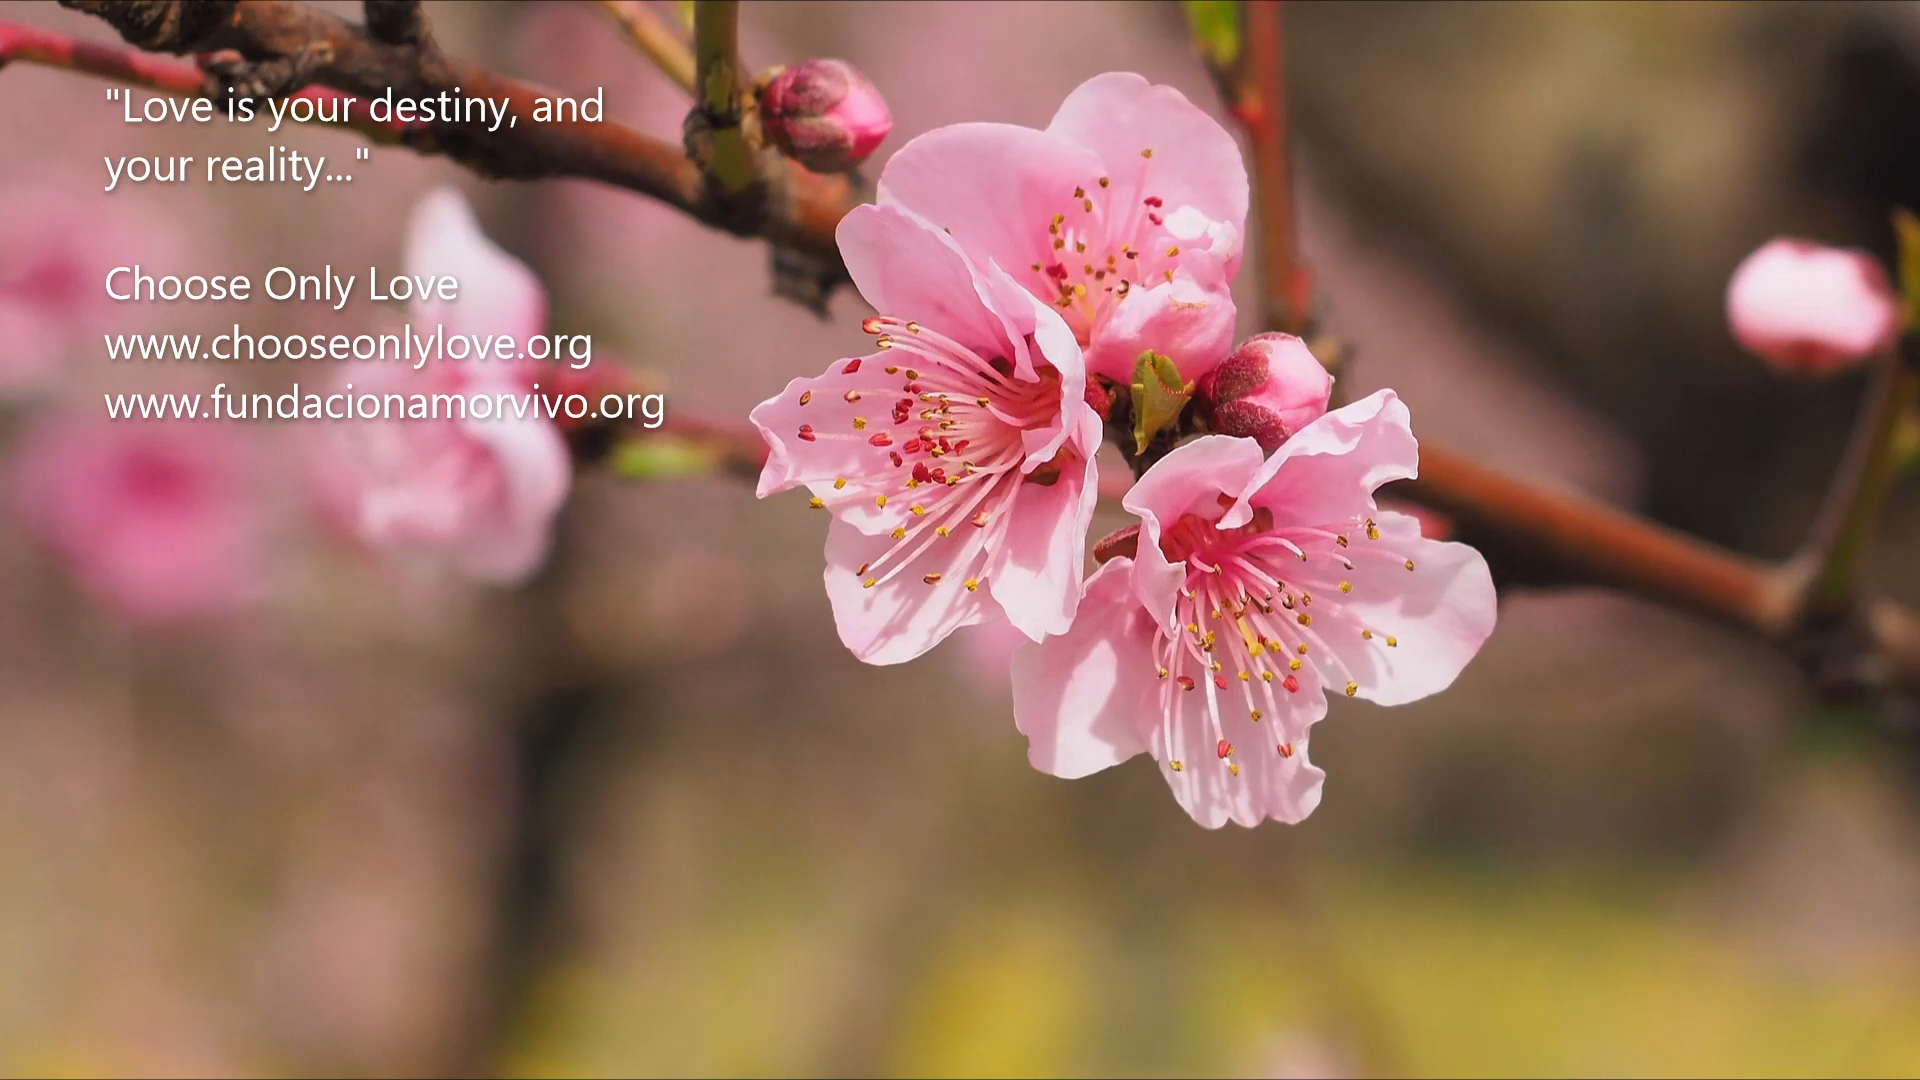 "Love is your destiny, and
your reality..."
Choose Only Love
www.chooseonlylove.org
www.fundacionamorvivo.org